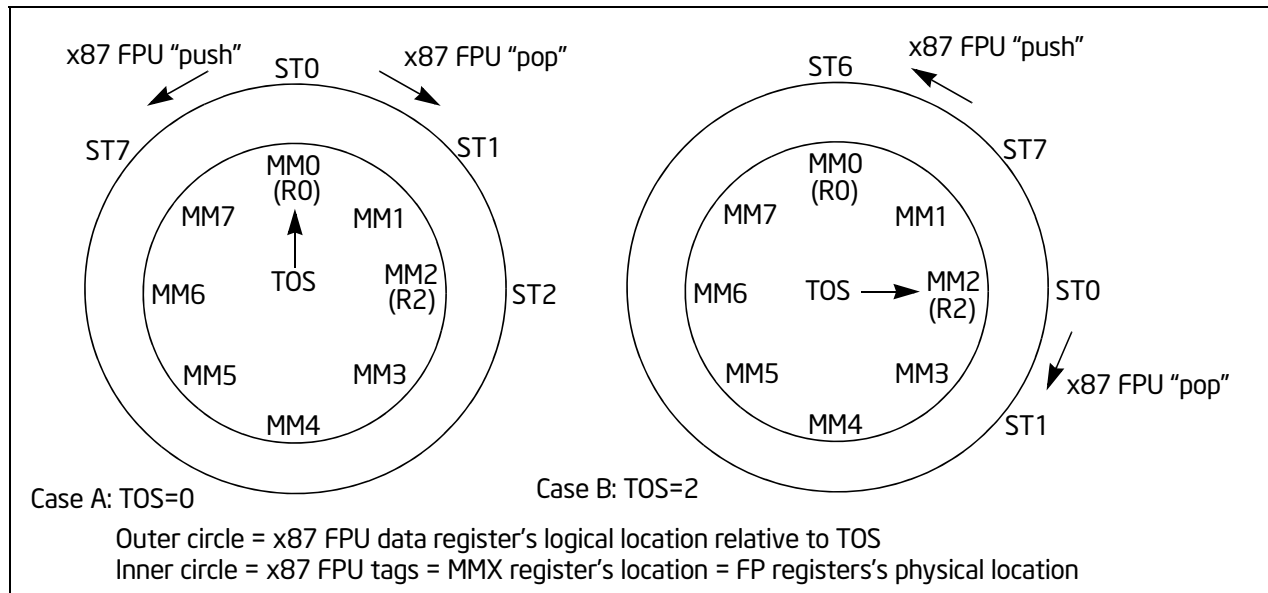 x87 FPU “push”
x87 FPU “pop”
ST0
ST7
ST1
ST2
MM0
(R0)
MM7
MM1
TOS
MM6
MM2
(R2)
MM5
MM3
MM4
Case A: TOS=0
x87 FPU “push”
ST6
ST7
ST0
ST1
x87 FPU “pop”
MM0
(R0)
MM7
MM1
MM6
TOS
MM2
(R2)
MM5
MM3
MM4
Case B: TOS=2
Outer circle = x87 FPU data register’s logical location relative to TOS
Inner circle = x87 FPU tags = MMX register’s location = FP registers’s physical location